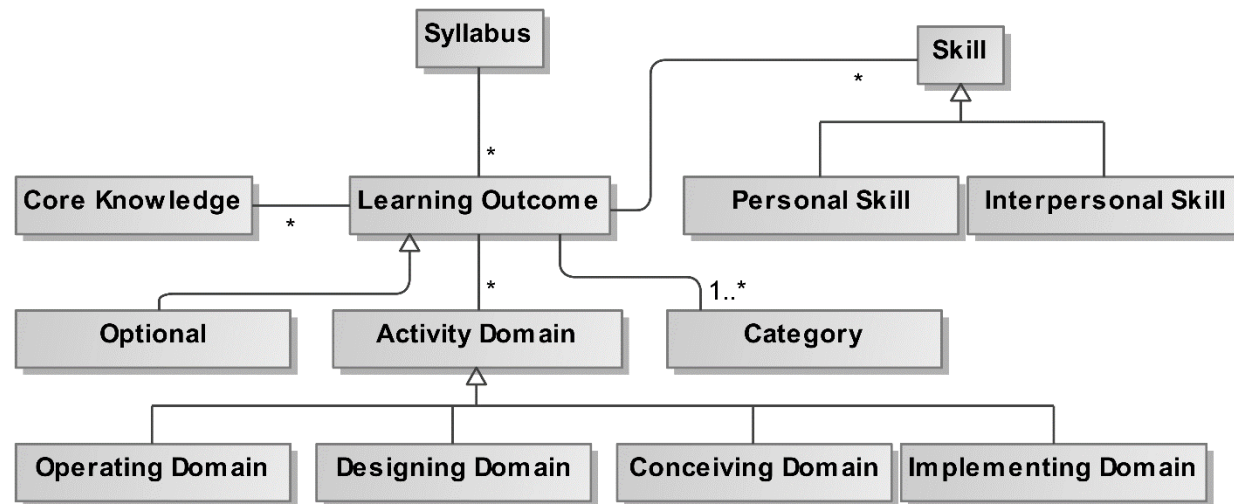 Syllabus
Skill
*
*
Core Knowledge
Learning Outcome
Personal Skill
Interpersonal Skill
*
*
1..*
Optional
Activity Domain
Category
Operating Domain
Designing Domain
Conceiving Domain
Implementing Domain